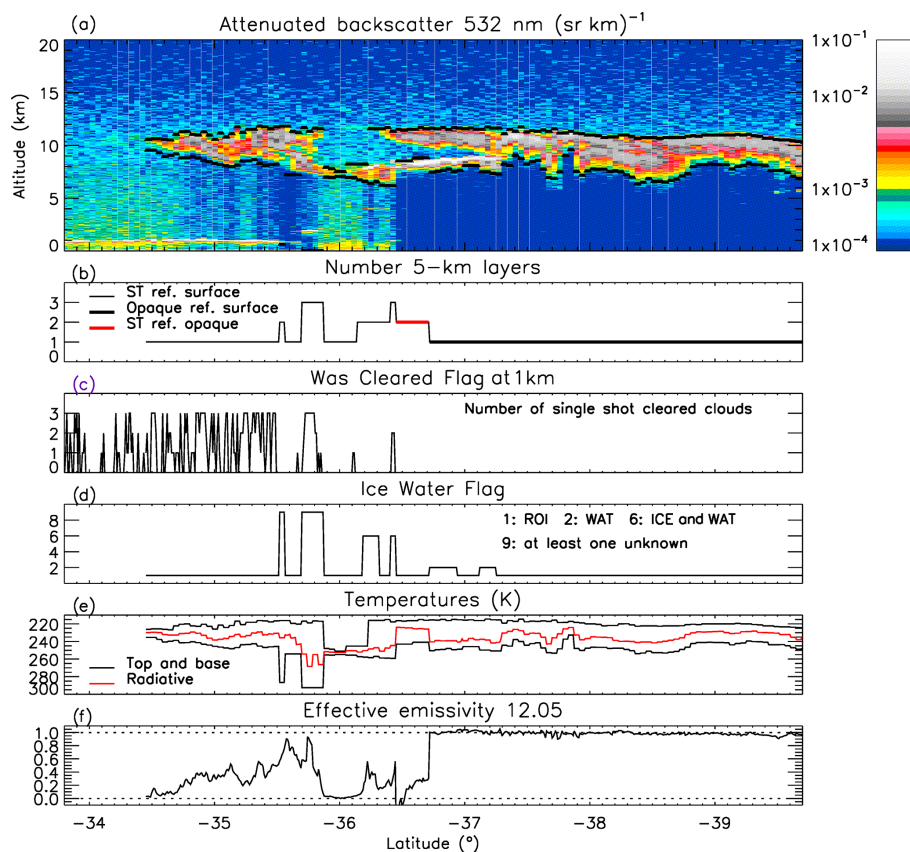 (a) Attenuated backscatter 532 nm (sr km)⁻¹
20
15
10
5
0
Altitude (km)
1x10⁻¹
1x10⁻²
1x10⁻³
1x10⁻⁴
(b) Number 5-km layers
3
2
1
0
ST ref. surface
Opaque ref. surface
ST ref. opaque
(c) Was Cleared Flag at 1km
3
2
1
0
Number of single shot cleared clouds
(d) Ice Water Flag
8
6
4
2
1: ROI 2: WAT 6: ICE and WAT
9: at least one unknown
(e) Temperatures (K)
220
240
260
280
300
Top and base
Radiative
(f) Effective emissivity 12.05
1.0
0.8
0.6
0.4
0.2
0.0
-34 -35 -36 -37 -38 -39
Latitude (°)